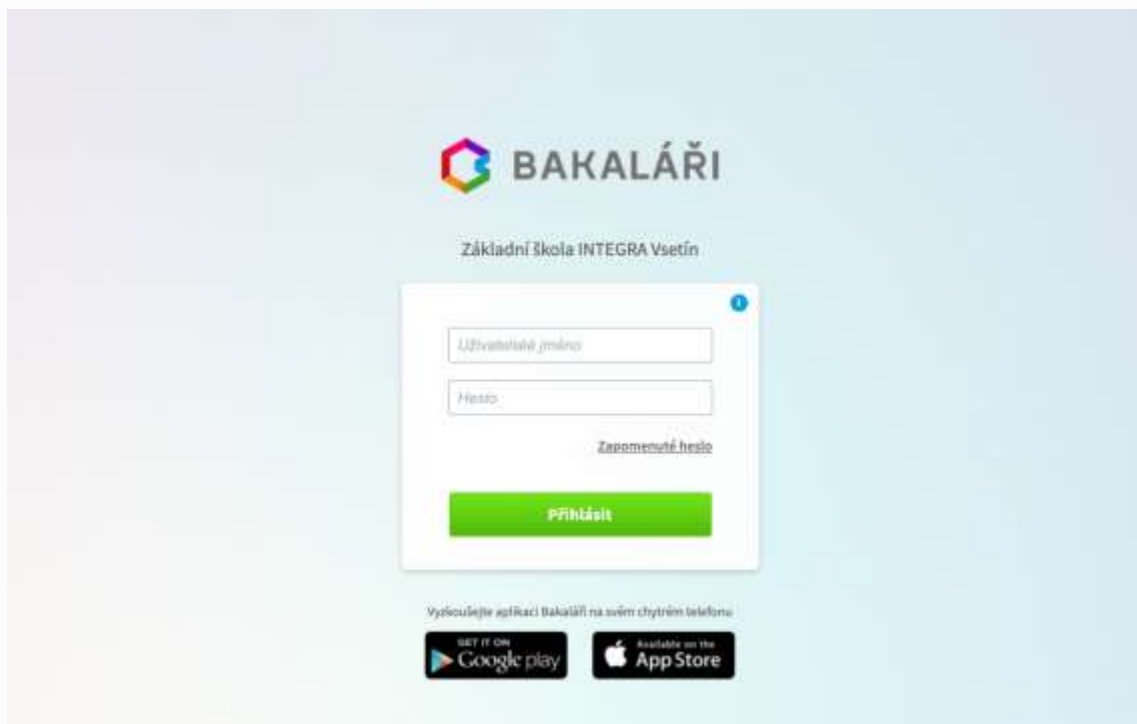 BAKALÁŘI
Základní škola INTEGRA Vsetín
i
Uživatelské jméno
Heslo
Zapomenuté heslo
Přihlásit
Vyzkoušejte aplikaci Bakaláři na svém chytrém telefonu
GET IT ON
Google play
Available on the
App Store